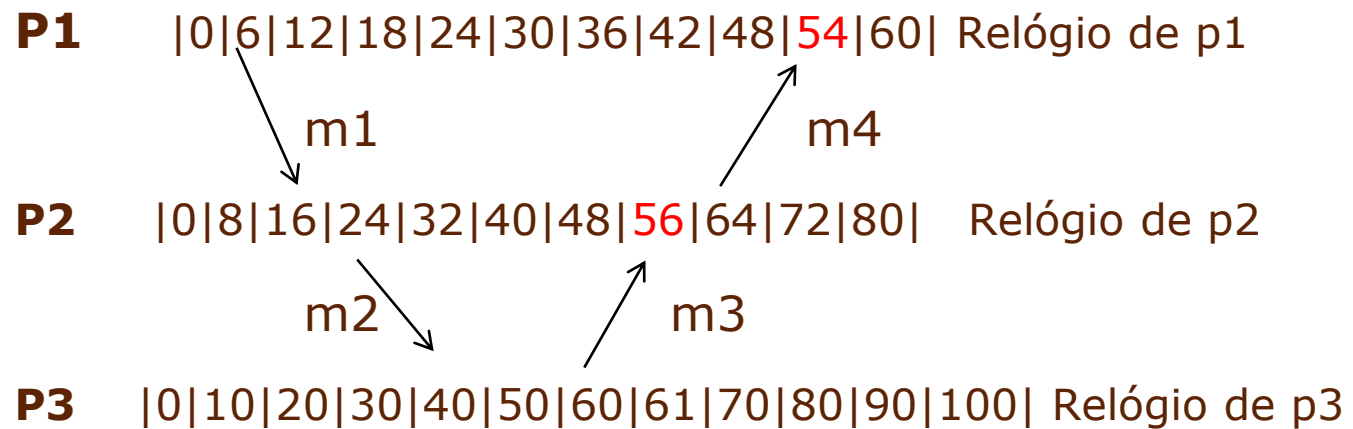 P1 |0|6|12|18|24|30|36|42|48|54|60| Relógio de p1
m1 m4
P2 |0|8|16|24|32|40|48|56|64|72|80| Relógio de p2
m2 m3
P3 |0|10|20|30|40|50|60|61|70|80|90|100| Relógio de p3